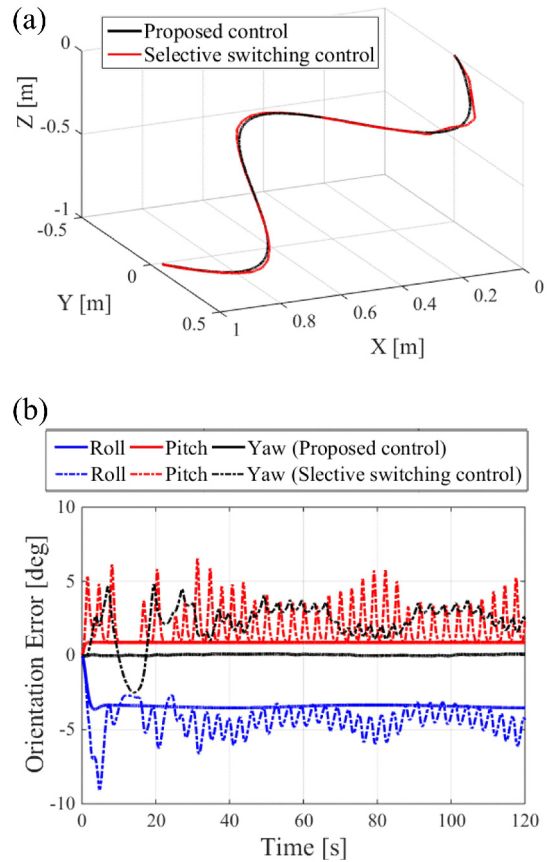 (a)
Proposed control
Selective switching control
0
Z [m]
-0.5
-1
-0.5
0
Y [m]
0.5
1
0.8
0.6
0.4
0.2
0
X [m]
(b)
Roll Pitch Yaw (Proposed control)
Roll Pitch Yaw (Slective switching control)
10
5
0
-5
-10
Orientation Error [deg]
0 20 40 60 80 100 120
Time [s]